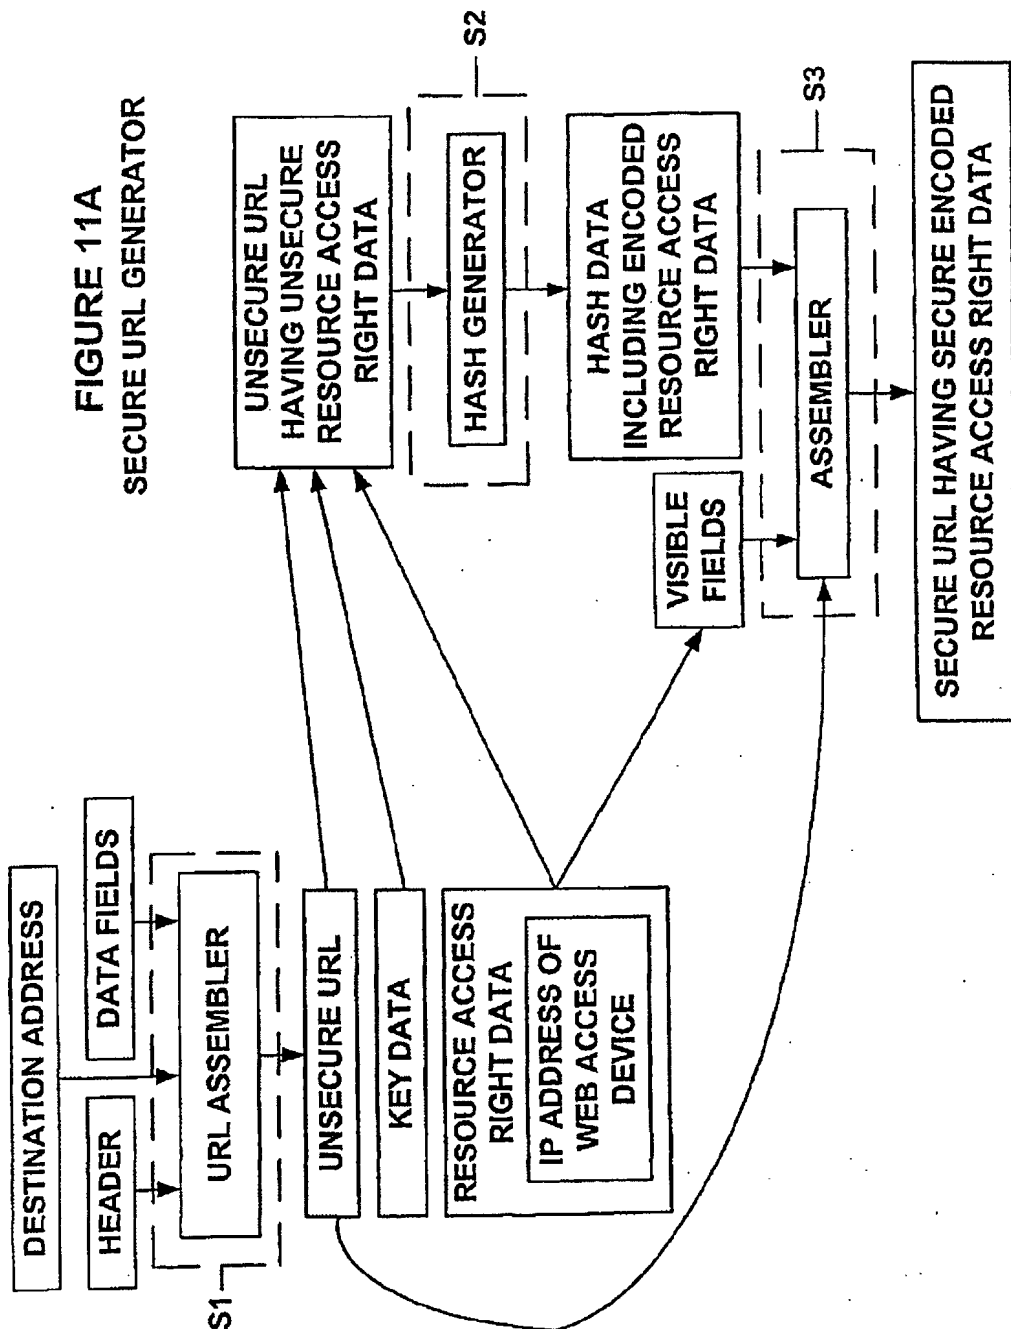 FIGURE 11A
SECURE URL GENERATOR
DESTINATION ADDRESS
HEADER
DATA FIELDS
URL ASSEMBLER
S1
UNSECURE URL
KEY DATA
RESOURCE ACCESS
RIGHT DATA
IP ADDRESS OF
WEB ACCESS
DEVICE
UNSECURE URL
HAVING UNSECURE
RESOURCE ACCESS
RIGHT DATA
HASH GENERATOR
S2
HASH DATA
INCLUDING ENCODED
RESOURCE ACCESS
RIGHT DATA
VISIBLE
FIELDS
ASSEMBLER
S3
SECURE URL HAVING SECURE ENCODED
RESOURCE ACCESS RIGHT DATA